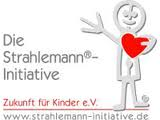 Die
Strahlemann®-
Initiative
Zukunft für Kinder e.V.
www.strahlemann-initiative.de